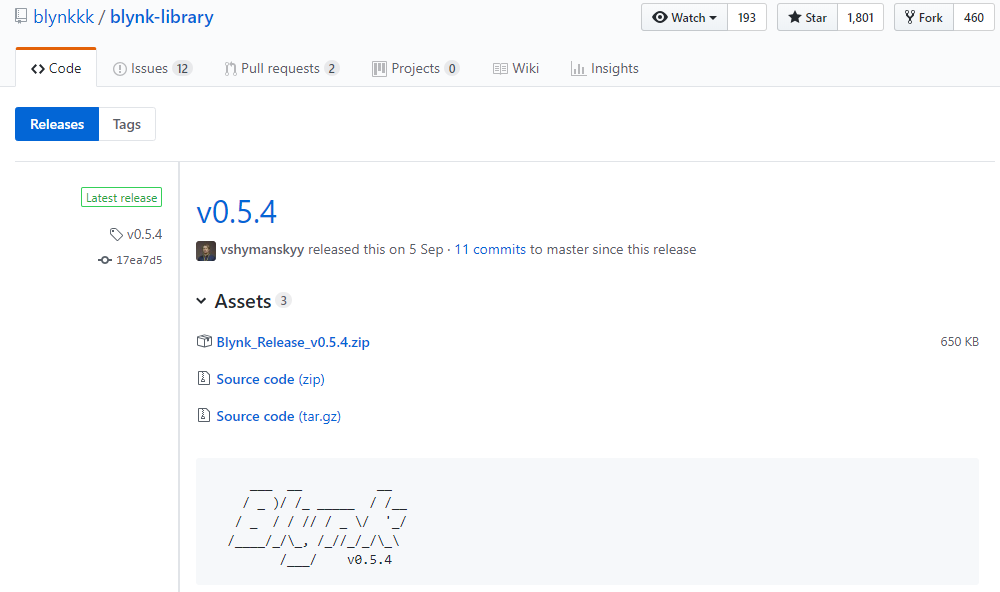 blynkkk / blynk-library
Watch 193 Star 1,801 Fork 460
Code Issues 12 Pull requests 2 Projects 0 Wiki Insights
Releases Tags
Latest release
v0.5.4
17ea7d5
v0.5.4
vshymanskyy released this on 5 Sep · 11 commits to master since this release
Assets 3
Blynk_Release_v0.5.4.zip 650 KB
Source code (zip)
Source code (tar.gz)
    ___  __          __
   / _ )/ /_ _____  / /__
  / _  / / // / _ \/  '_/
 /____/_/\_, /_//_/_/\_\
        /___/    v0.5.4